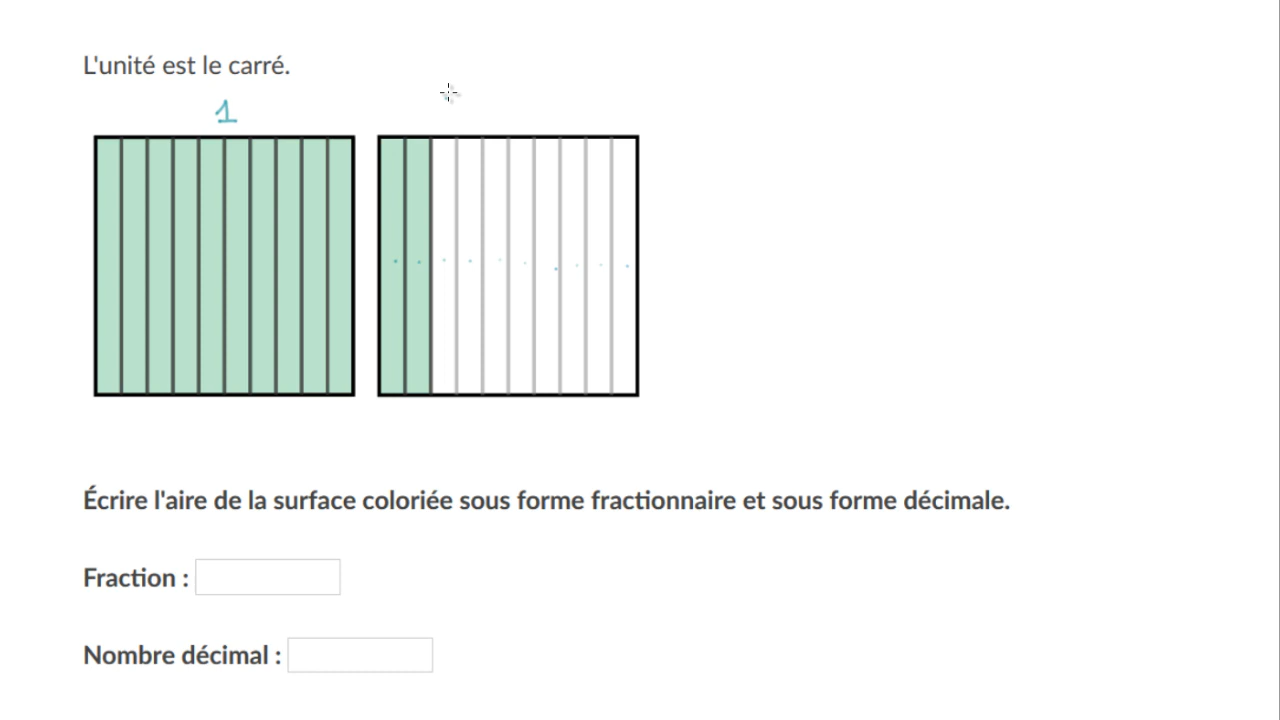 L'unité est le carré.
1
Écrire l'aire de la surface coloriée sous forme fractionnaire et sous forme décimale.
Fraction :
Nombre décimal :